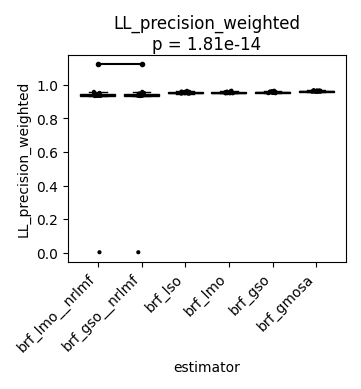 LL_precision_weighted
p = 1.81e-14
LL_precision_weighted
1.0
0.8
0.6
0.4
0.2
0.0
brf_lmo__nrlmf
brf_gso__nrlmf
brf_lso
brf_lmo
brf_gso
brf_gmosa
estimator